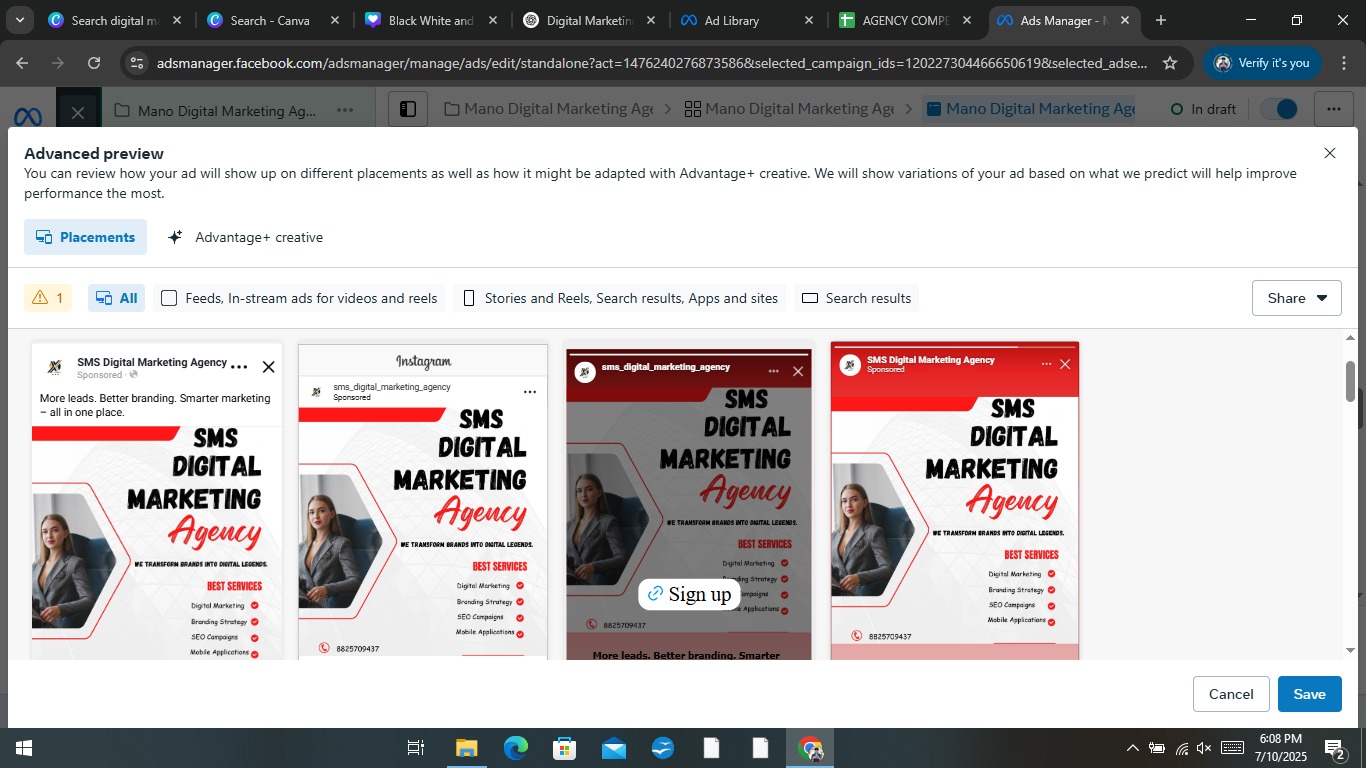 Search digital m
Search - Canva
Black White and
Digital Marketin
Ad Library
AGENCY COMPE
Ads Manager - M
adsmanager.facebook.com/adsmanager/manage/ads/edit/standalone?act=1476240276873586&selected_campaign_ids=120227304466650619&selected_adse...
Verify it's you
Mano Digital Marketing Ag...
Mano Digital Marketing Age
Mano Digital Marketing Age
Mano Digital Marketing Age
In draft
Advanced preview
You can review how your ad will show up on different placements as well as how it might be adapted with Advantage+ creative. We will show variations of your ad based on what we predict will help improve
performance the most.
Placements
Advantage+ creative
1
All
Feeds, In-stream ads for videos and reels
Stories and Reels, Search results, Apps and sites
Search results
Share
SMS Digital Marketing Agency
Sponsored ·
More leads. Better branding. Smarter marketing
– all in one place.
SMS
DIGITAL
MARKETING
Agency
WE TRANSFORM BRANDS INTO DIGITAL LEGENDS.
BEST SERVICES
Digital Marketing
Branding Strategy
SEO Campaigns
Mobile Applications
Instagram
sms_digital_marketing_agency
Sponsored
SMS
DIGITAL
MARKETING
Agency
WE TRANSFORM BRANDS INTO DIGITAL LEGENDS.
BEST SERVICES
Digital Marketing
Branding Strategy
SEO Campaigns
Mobile Applications
8825709437
sms_digital_marketing_agency
SMS
DIGITAL
MARKETING
Agency
WE TRANSFORM BRANDS INTO DIGITAL LEGENDS.
BEST SERVICES
Digital Marketing
Strategy
Sign up
Applications
8825709437
More leads. Better branding. Smarter
SMS Digital Marketing Agency
Sponsored
SMS
DIGITAL
MARKETING
Agency
WE TRANSFORM BRANDS INTO DIGITAL LEGENDS.
BEST SERVICES
Digital Marketing
Branding Strategy
SEO Campaigns
Mobile Applications
8825709437
Cancel
Save
6:08 PM
7/10/2025
2